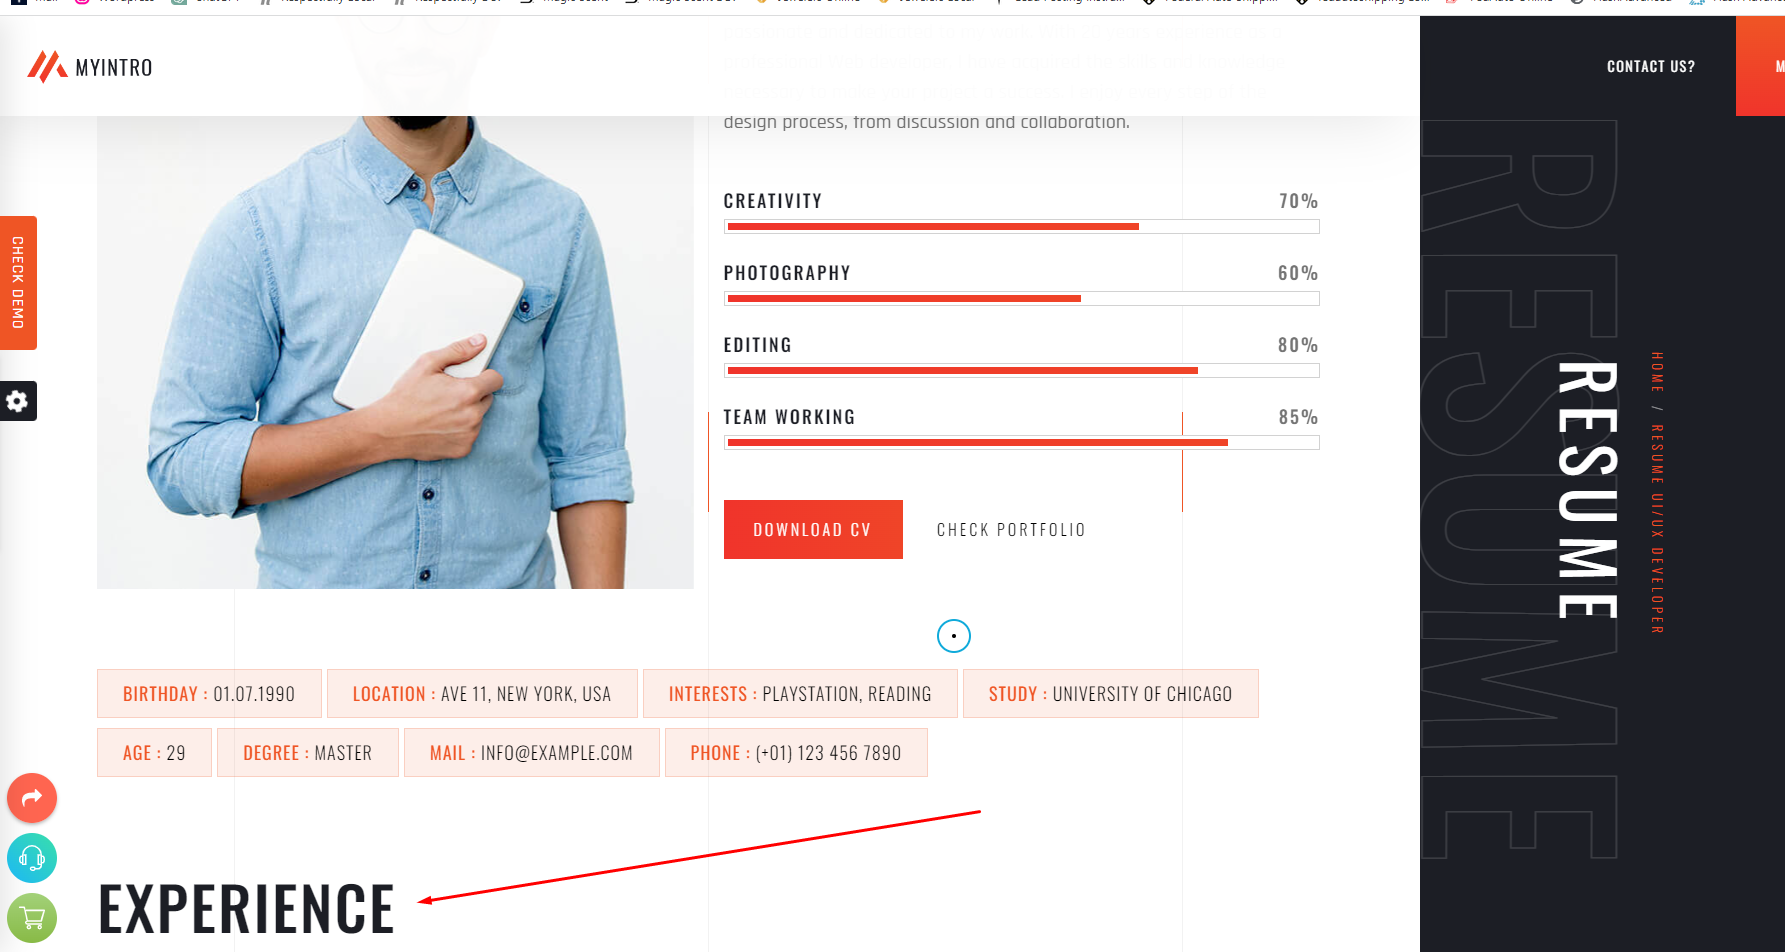 MYINTRO
CONTACT US?
design process, from discussion and collaboration.
CHECK DEMO
CREATIVITY 70%
PHOTOGRAPHY 60%
EDITING 80%
TEAM WORKING 85%
DOWNLOAD CV CHECK PORTFOLIO
BIRTHDAY : 01.07.1990 LOCATION : AVE 11, NEW YORK, USA INTERESTS : PLAYSTATION, READING STUDY : UNIVERSITY OF CHICAGO
AGE : 29 DEGREE : MASTER MAIL : INFO@EXAMPLE.COM PHONE : (+01) 123 456 7890
EXPERIENCE
RESUME
RESUME
HOME / RESUME UI/UX DEVELOPER